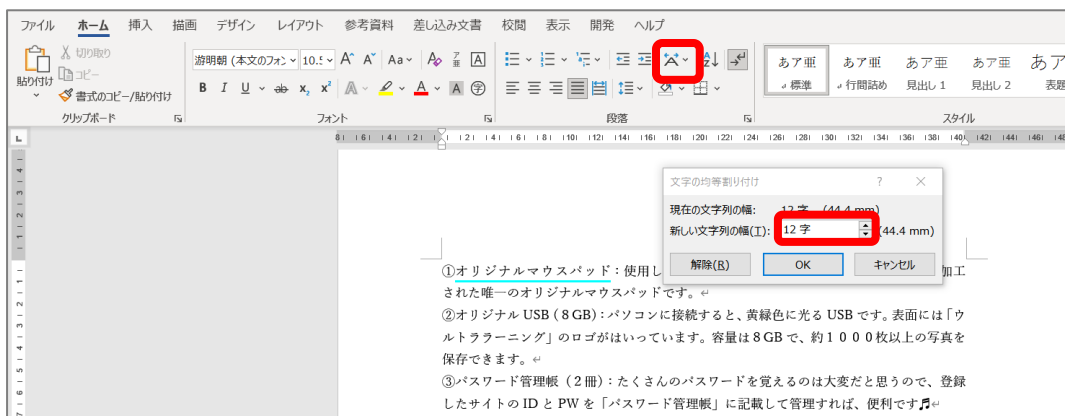 ファイル ホーム 挿入 描画 デザイン レイアウト 参考資料 差し込み文書 校閲 表示 開発 ヘルプ
貼り付け
切り取り
コピー
書式のコピー/貼り付け
クリップボード
游明朝 (本文のフォン 10.5
フォント
段落
あア亜 標準
あア亜 行間詰め
あア亜 見出し 1
あア亜 見出し 2
あア 表題
スタイル
文字の均等割り付け ? ×
現在の文字列の幅: 12 字 (44.4 mm)
新しい文字列の幅(T): 12 字 (44.4 mm)
解除(R) OK キャンセル
①オリジナルマウスパッド：使用し 加工
された唯一のオリジナルマウスパッドです。
②オリジナル USB（８GB）：パソコンに接続すると、黄緑色に光る USB です。表面には「ウ
ルトララーニング」のロゴがはいっています。容量は８GB で、約１０００枚以上の写真を
保存できます。
③パスワード管理帳（２冊）：たくさんのパスワードを覚えるのは大変だと思うので、登録
したサイトの ID と PW を「パスワード管理帳」に記載して管理すれば、便利です♬